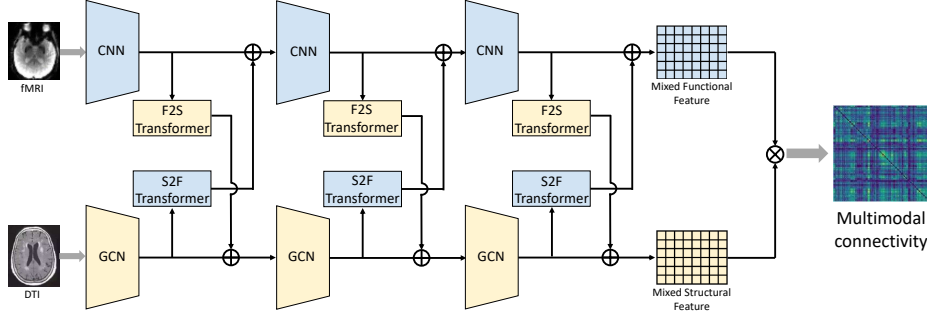 CNN
CNN
CNN
fMRI
Mixed Functional
Feature
F2S
Transformer
F2S
Transformer
F2S
Transformer
S2F
Transformer
S2F
Transformer
S2F
Transformer
Multimodal
connectivity
GCN
GCN
GCN
DTI
Mixed Structural
Feature